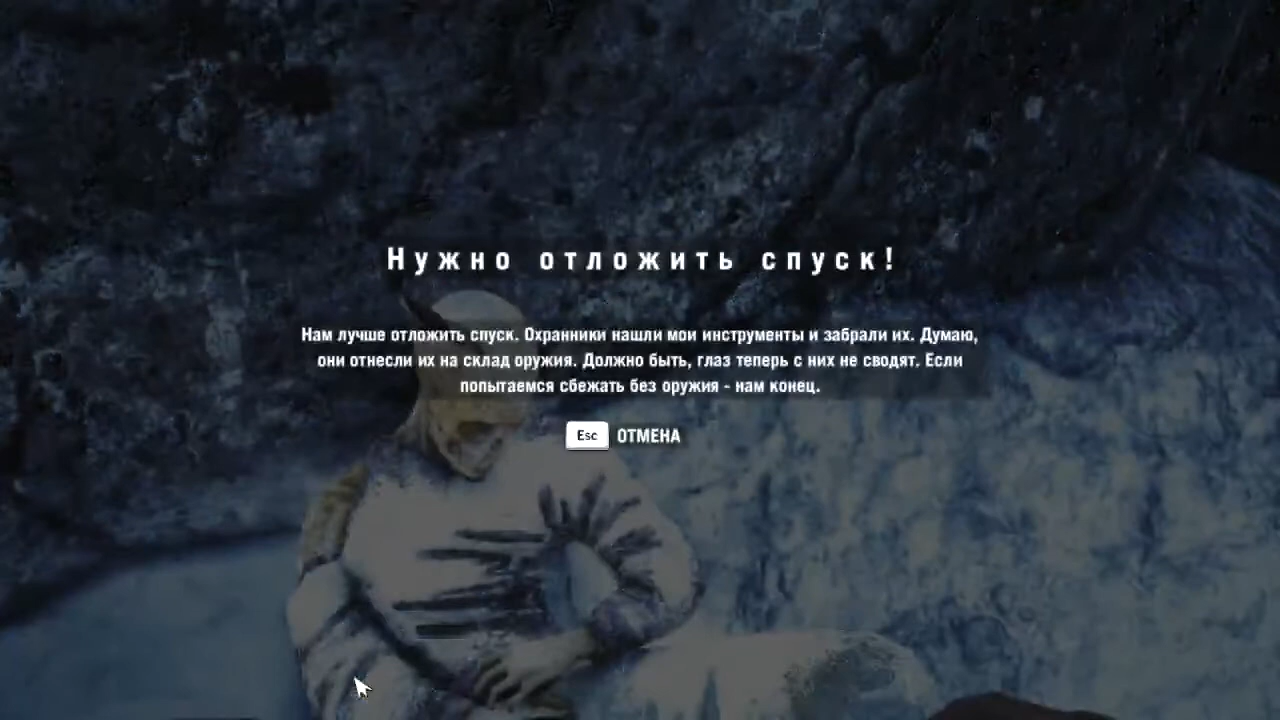 Нужно отложить спуск!
Нам лучше отложить спуск. Охранники нашли мои инструменты и забрали их. Думаю,
они отнесли их на склад оружия. Должно быть, глаз теперь с них не сводят. Если
попытаемся сбежать без оружия - нам конец.
Esc ОТМЕНА